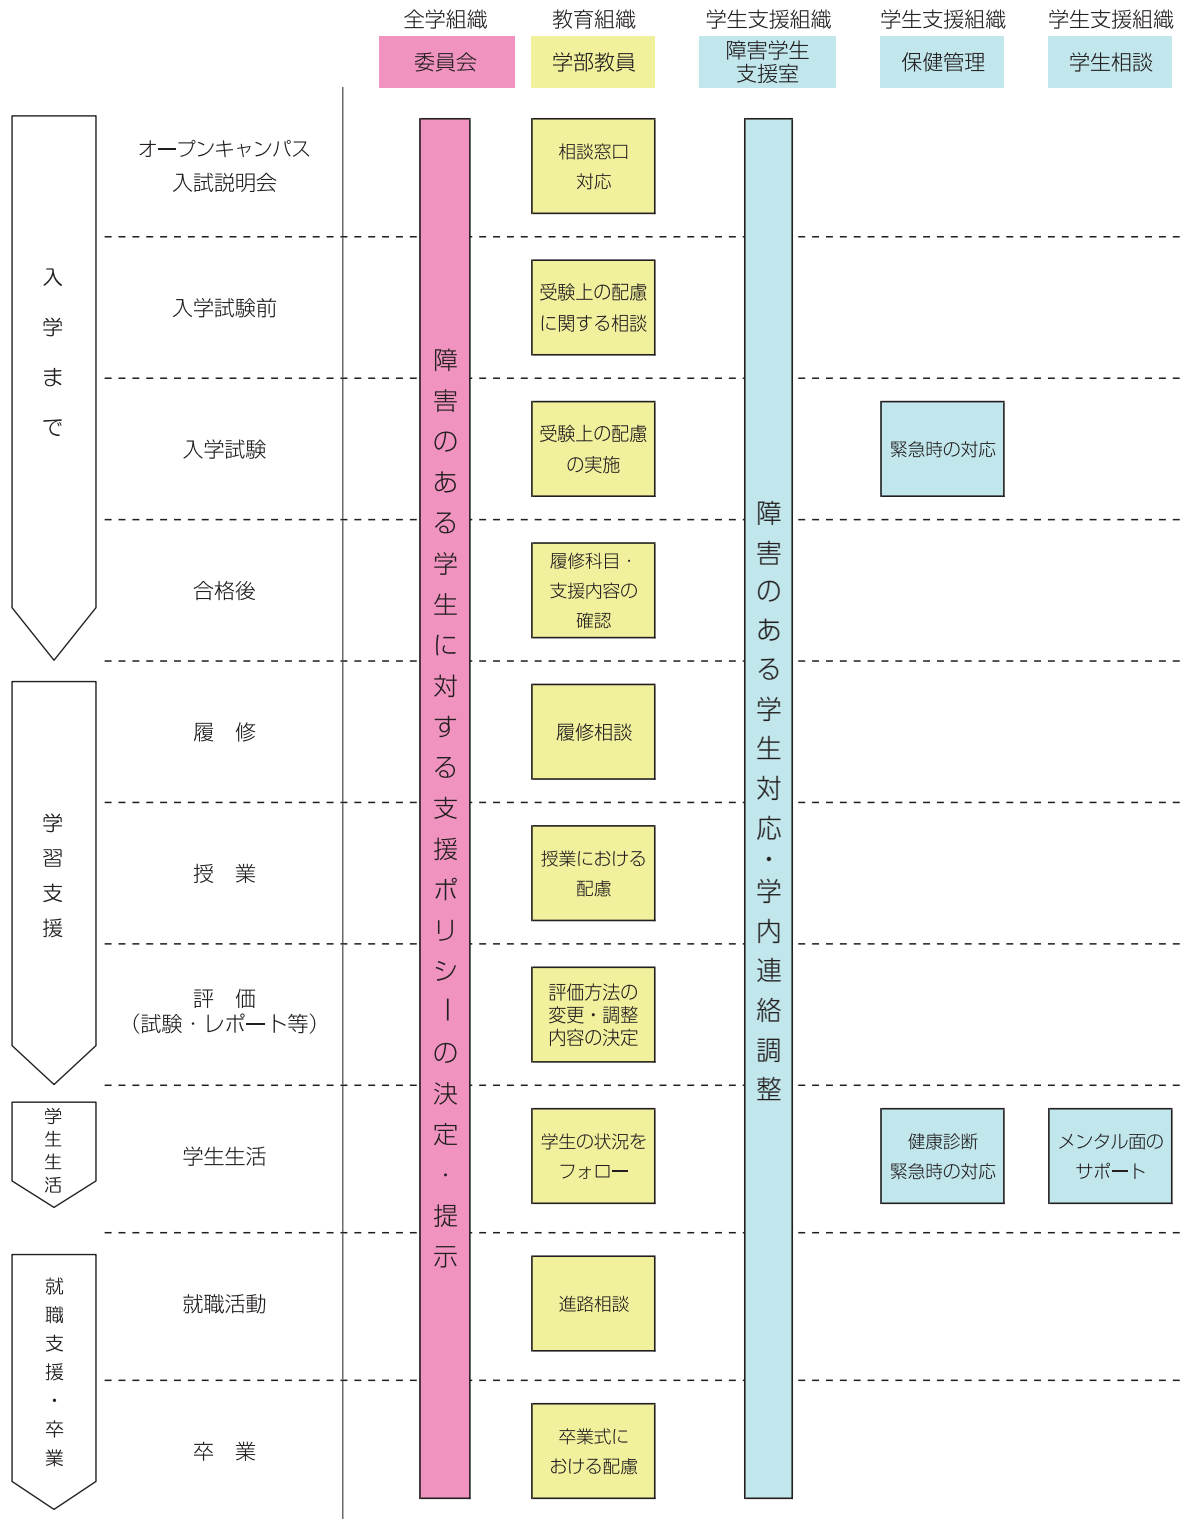 全学組織
教育組織
学生支援組織
学生支援組織
学生支援組織
委員会
学部教員
障害学生
支援室
保健管理
学生相談
入学まで
オープンキャンパス
入試説明会
相談窓口
対応
入学試験前
受験上の配慮
に関する相談
入学試験
受験上の配慮
の実施
緊急時の対応
合格後
履修科目・
支援内容の
確認
障害のある学生に対する支援ポリシーの決定・提示
障害のある学生対応・学内連絡調整
学習支援
履　修
履修相談
授　業
授業における
配慮
評　価
（試験・レポート等）
評価方法の
変更・調整
内容の決定
学生生活
学生生活
学生の状況を
フォロー
健康診断
緊急時の対応
メンタル面の
サポート
就職支援・卒業
就職活動
進路相談
卒　業
卒業式に
おける配慮